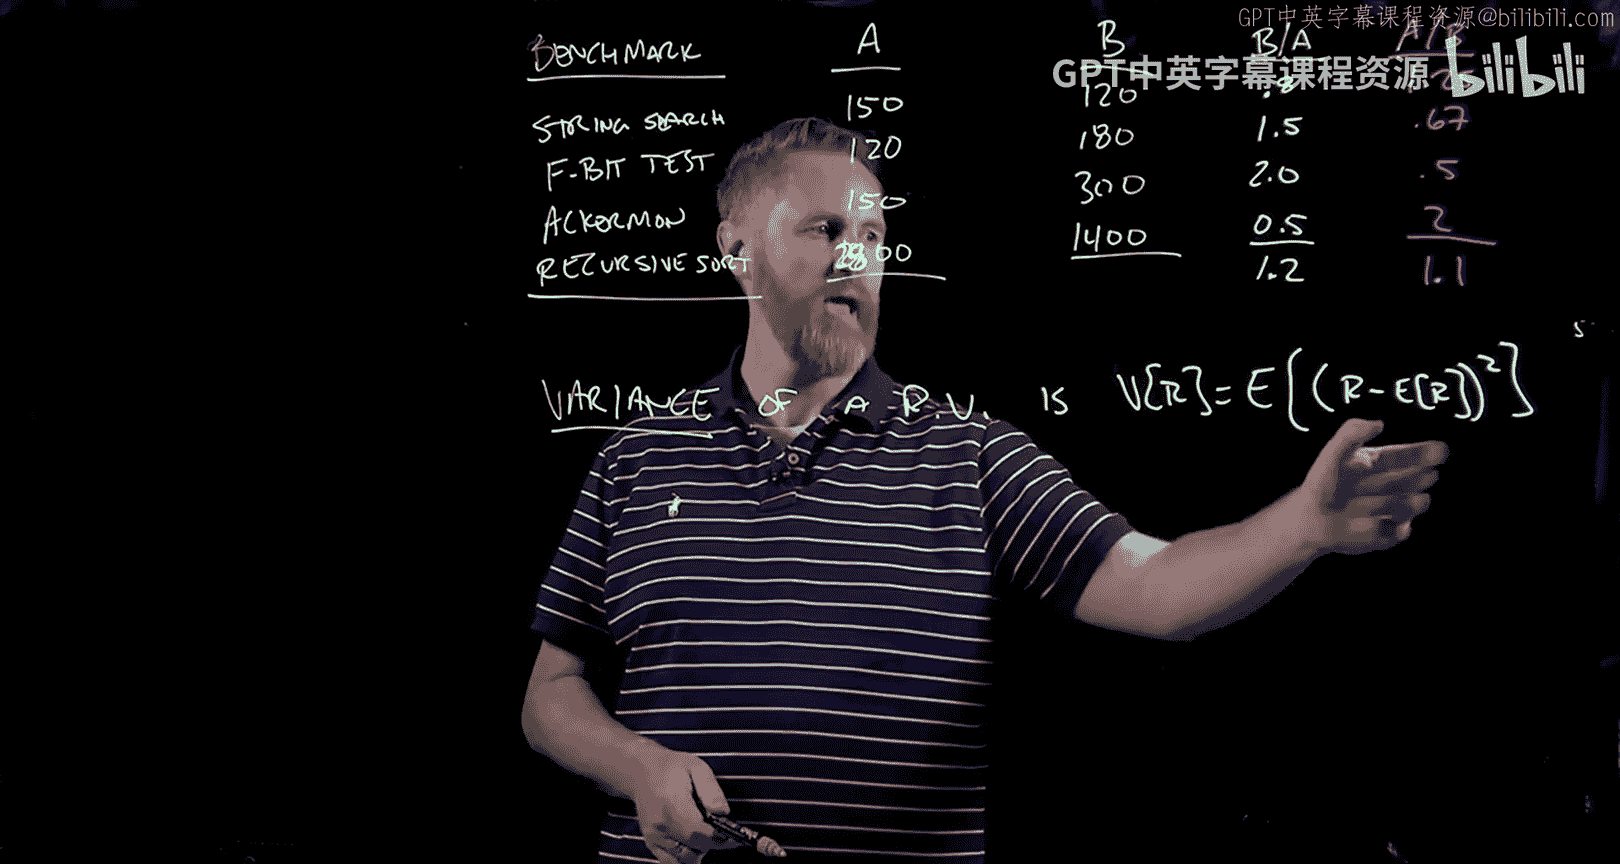 GPT中英字幕课程资源@bilibili.com
GPT中英字幕课程资源 bilibili
BENCHMARK A B B/A A/B
STRING SEARCH 150 120 .8
F-BIT TEST 120 180 1.5 .67
ACKERMON 150 300 2.0 .5
RECURSIVE SORT 2800 1400 0.5 2
1.2 1.1
VARIANCE OF A R.V. IS V[R] = E[(R - E[R])²]